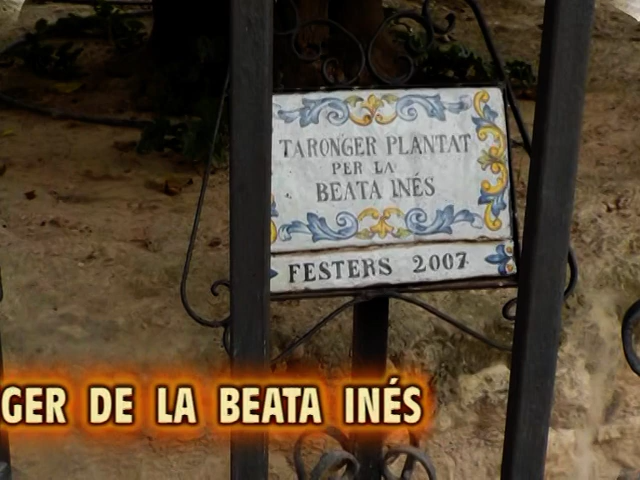 TARONGER PLANTAT
PER LA
BEATA INÉS
FESTERS 2007
GER DE LA BEATA INÉS